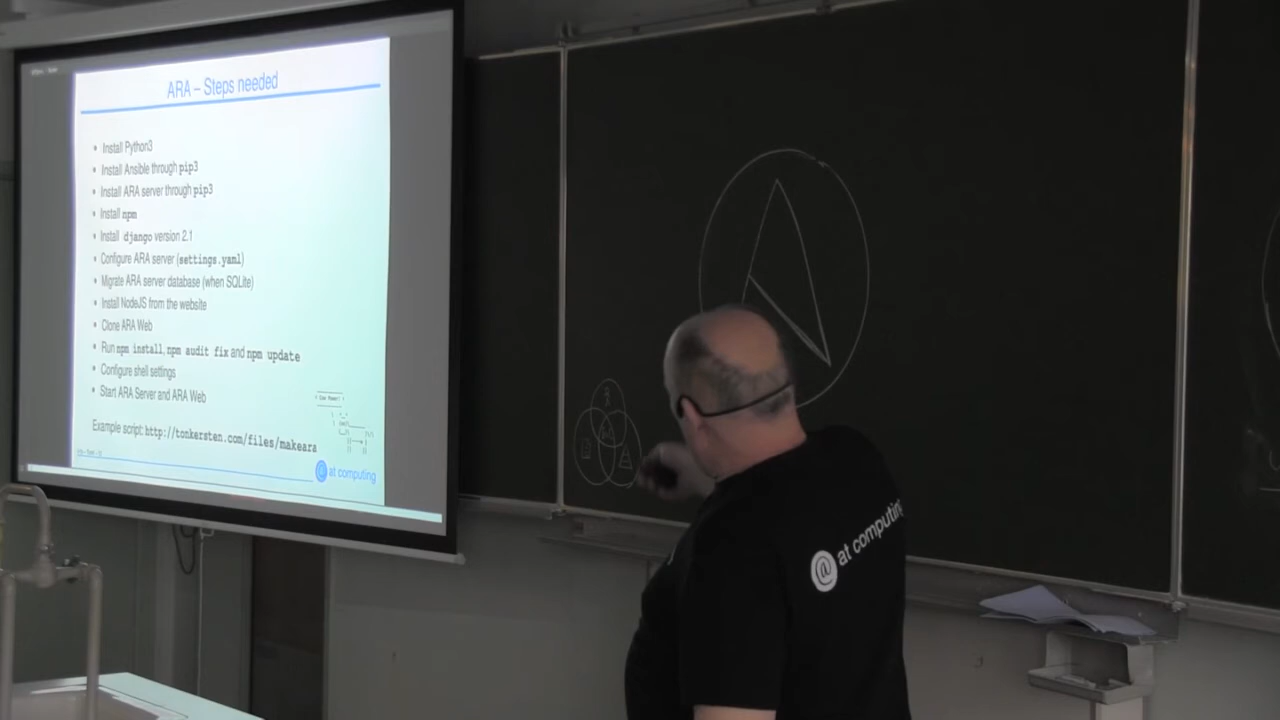 ARA – Steps needed
• Install Python3
• Install Ansible through pip3
• Install ARA server through pip3
• Install npm
• Install django version 2.1
• Configure ARA server (settings.yaml)
• Migrate ARA server database (when SQLite)
• Install NodeJS from the website
• Clone ARA Web
• Run npm install, npm audit fix and npm update
• Configure shell settings
• Start ARA Server and ARA Web
Example script: http://tonkersten.com/files/makeara
@ at computing
@ at computing